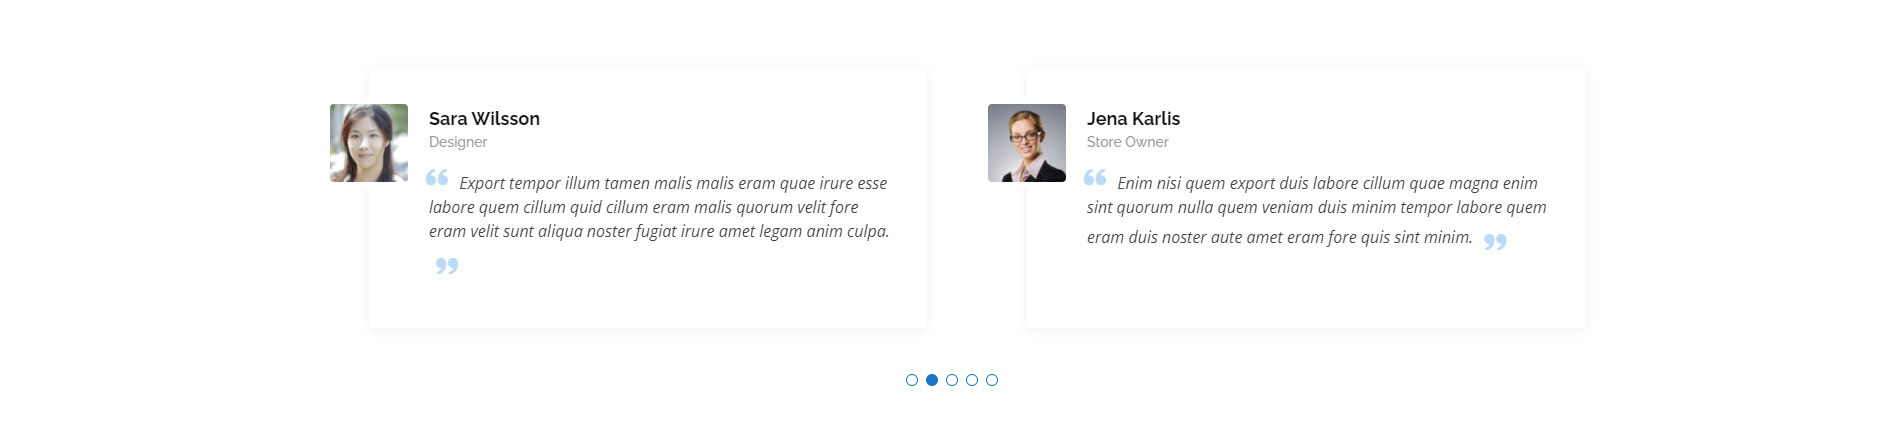 Sara Wilsson
Designer
“ Export tempor illum tamen malis malis eram quae irure esse
labore quem cillum quid cillum eram malis quorum velit fore
eram velit sunt aliqua noster fugiat irure amet legam anim culpa.
”
Jena Karlis
Store Owner
“ Enim nisi quem export duis labore cillum quae magna enim
sint quorum nulla quem veniam duis minim tempor labore quem
eram duis noster aute amet eram fore quis sint minim. ”